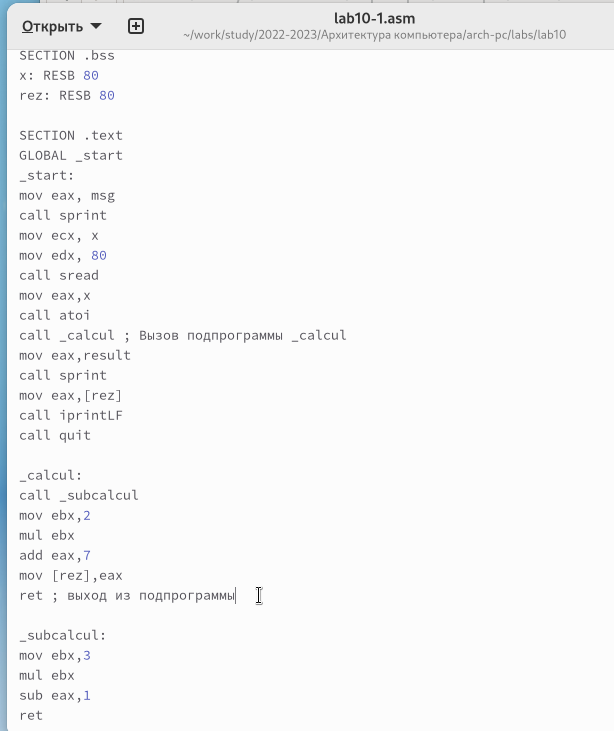 Открыть
lab10-1.asm
~/work/study/2022-2023/Архитектура компьютера/arch-pc/labs/lab10
SECTION .bss
x: RESB 80
rez: RESB 80
SECTION .text
GLOBAL _start
_start:
mov eax, msg
call sprint
mov ecx, x
mov edx, 80
call sread
mov eax,x
call atoi
call _calcul ; Вызов подпрограммы _calcul
mov eax,result
call sprint
mov eax,[rez]
call iprintLF
call quit
_calcul:
call _subcalcul
mov ebx,2
mul ebx
add eax,7
mov [rez],eax
ret ; выход из подпрограммы
_subcalcul:
mov ebx,3
mul ebx
sub eax,1
ret